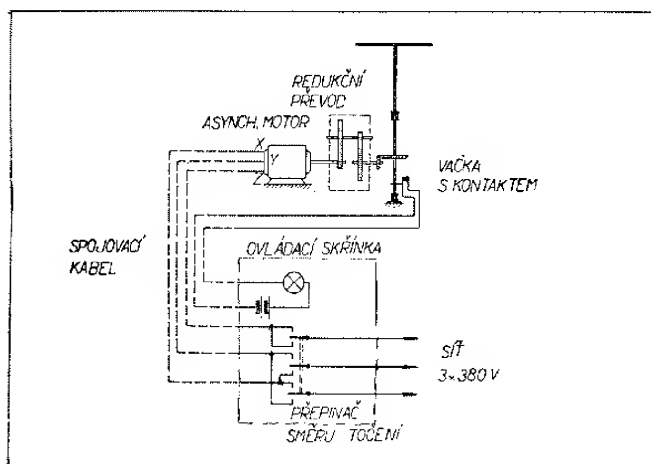 REDUKČNÍ
PŘEVOD
ASYNCH. MOTOR
X
Y
Z
VAČKA
S KONTAKTEM
SPOJOVACÍ
KABEL
OVLÁDACÍ SKŘÍNKA
SÍŤ
3×380 V
PŘEPINAČ
SMĚRU TOČENÍ